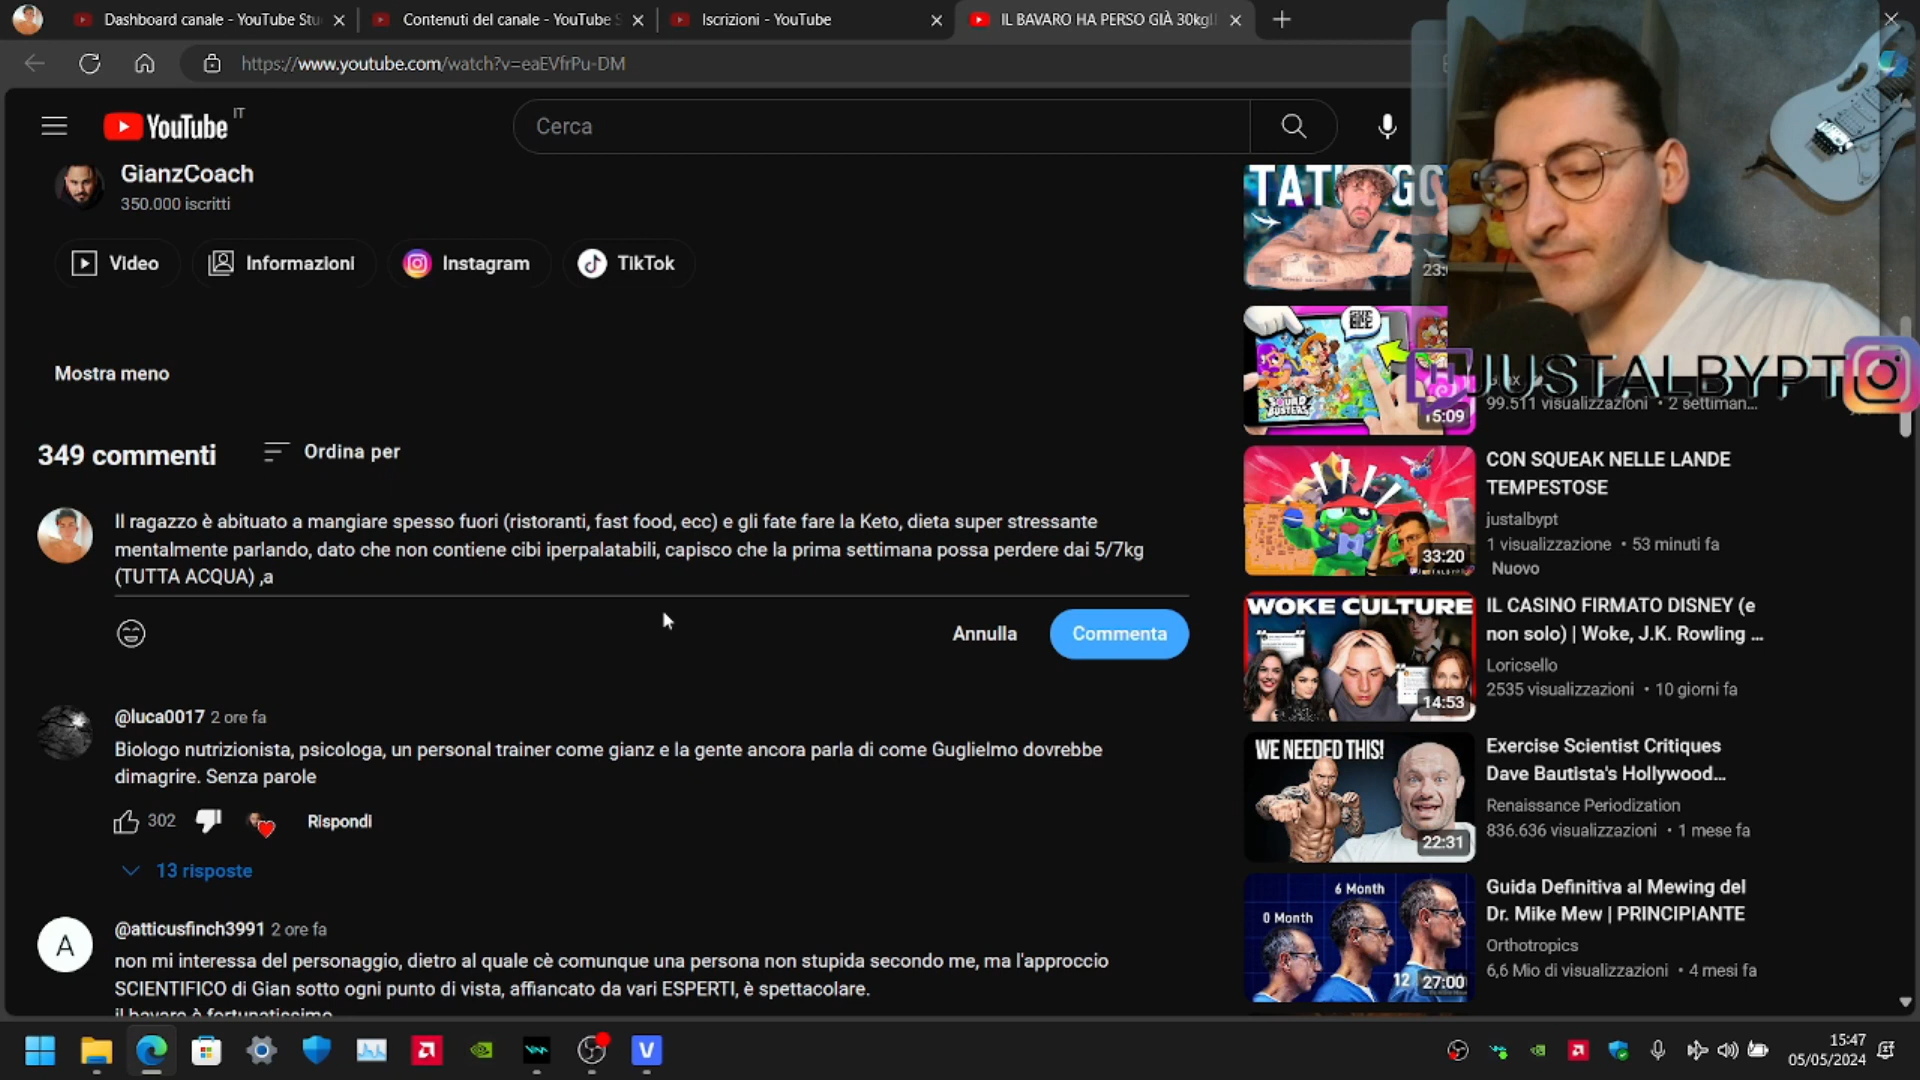 Dashboard canale - YouTube Stu
Contenuti del canale - YouTube S
Iscrizioni - YouTube
IL BAVARO HA PERSO GIÀ 30kg!
https://www.youtube.com/watch?v=eaEVfrPu-DM
YouTube IT
Cerca
GianzCoach
350.000 iscritti
Video
Informazioni
Instagram
TikTok
Mostra meno
349 commenti
Ordina per
Il ragazzo è abituato a mangiare spesso fuori (ristoranti, fast food, ecc) e gli fate fare la Keto, dieta super stressante
mentalmente parlando, dato che non contiene cibi iperpalatabili, capisco che la prima settimana possa perdere dai 5/7kg
(TUTTA ACQUA) ,a
Annulla
Commenta
@luca0017 2 ore fa
Biologo nutrizionista, psicologa, un personal trainer come gianz e la gente ancora parla di come Guglielmo dovrebbe
dimagrire. Senza parole
302
Rispondi
13 risposte
A
@atticusfinch3991 2 ore fa
non mi interessa del personaggio, dietro al quale cè comunque una persona non stupida secondo me, ma l'approccio
SCIENTIFICO di Gian sotto ogni punto di vista, affiancato da vari ESPERTI, è spettacolare.
il bavaro è fortunatissimo
23:
SQUAD
BUSTERS
15:09
JUSTALBYPT
99.511 visualizzazioni • 2 settiman...
33:20
CON SQUEAK NELLE LANDE
TEMPESTOSE
justalbypt
1 visualizzazione • 53 minuti fa
Nuovo
WOKE CULTURE
14:53
IL CASINO FIRMATO DISNEY (e
non solo) | Woke, J.K. Rowling ...
Loricsello
2535 visualizzazioni • 10 giorni fa
WE NEEDED THIS!
22:31
Exercise Scientist Critiques
Dave Bautista's Hollywood...
Renaissance Periodization
836.636 visualizzazioni • 1 mese fa
0 Month
6 Month
12
27:00
Guida Definitiva al Mewing del
Dr. Mike Mew | PRINCIPIANTE
Orthotropics
6,6 Mio di visualizzazioni • 4 mesi fa
V
15:47
05/05/2024